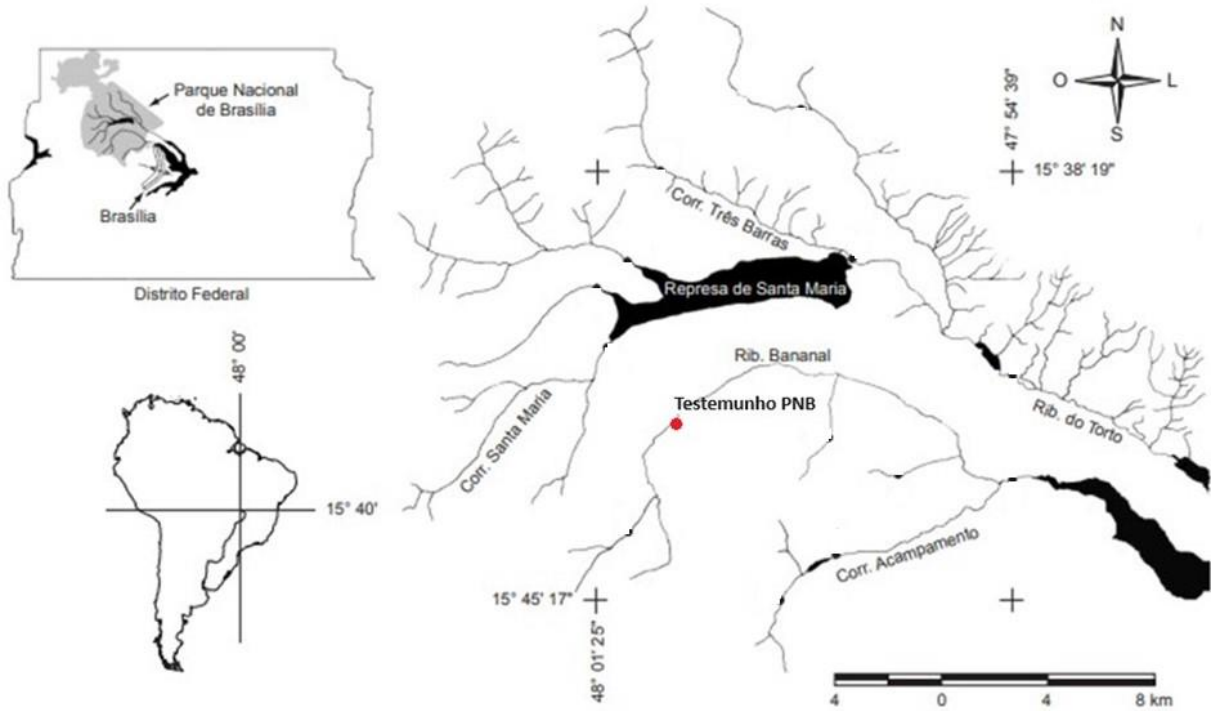 Parque Nacional
de Brasília
Brasília
Distrito Federal
48° 00'
15° 40'
N
O
L
S
47° 54' 39"
15° 38' 19"
Corr. Três Barras
Represa de Santa Maria
Rib. Bananal
Testemunho PNB
Corr. Santa Maria
Rib. do Torto
Corr. Acampamento
15° 45' 17"
48° 01' 25"
4
0
4
8 km